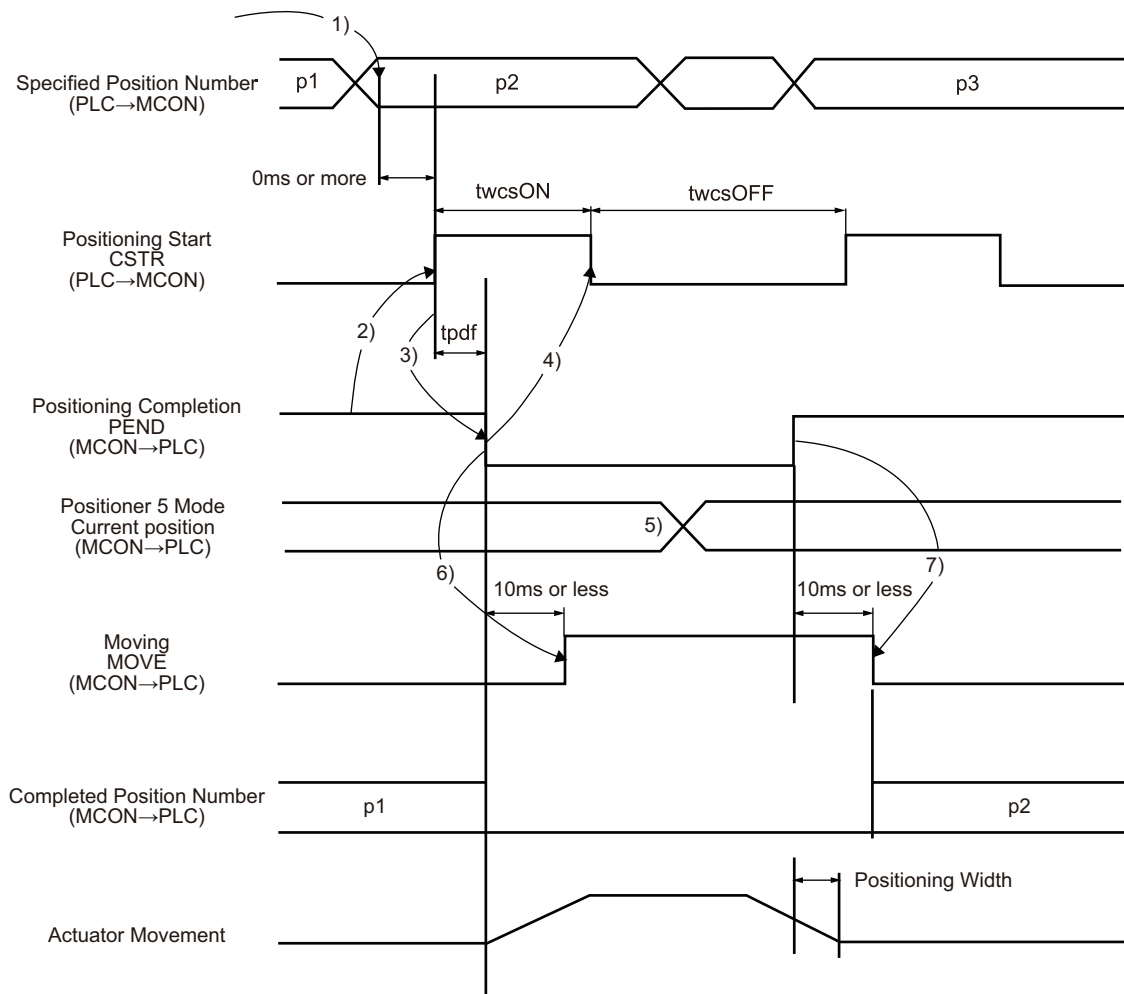 1)
Specified Position Number
(PLC→MCON)
p1
p2
p3
0ms or more
twcsON
twcsOFF
Positioning Start
CSTR
(PLC→MCON)
2)
3)
tpdf
4)
Positioning Completion
PEND
(MCON→PLC)
Positioner 5 Mode
Current position
(MCON→PLC)
5)
6)
7)
10ms or less
10ms or less
Moving
MOVE
(MCON→PLC)
Completed Position Number
(MCON→PLC)
p1
p2
Positioning Width
Actuator Movement